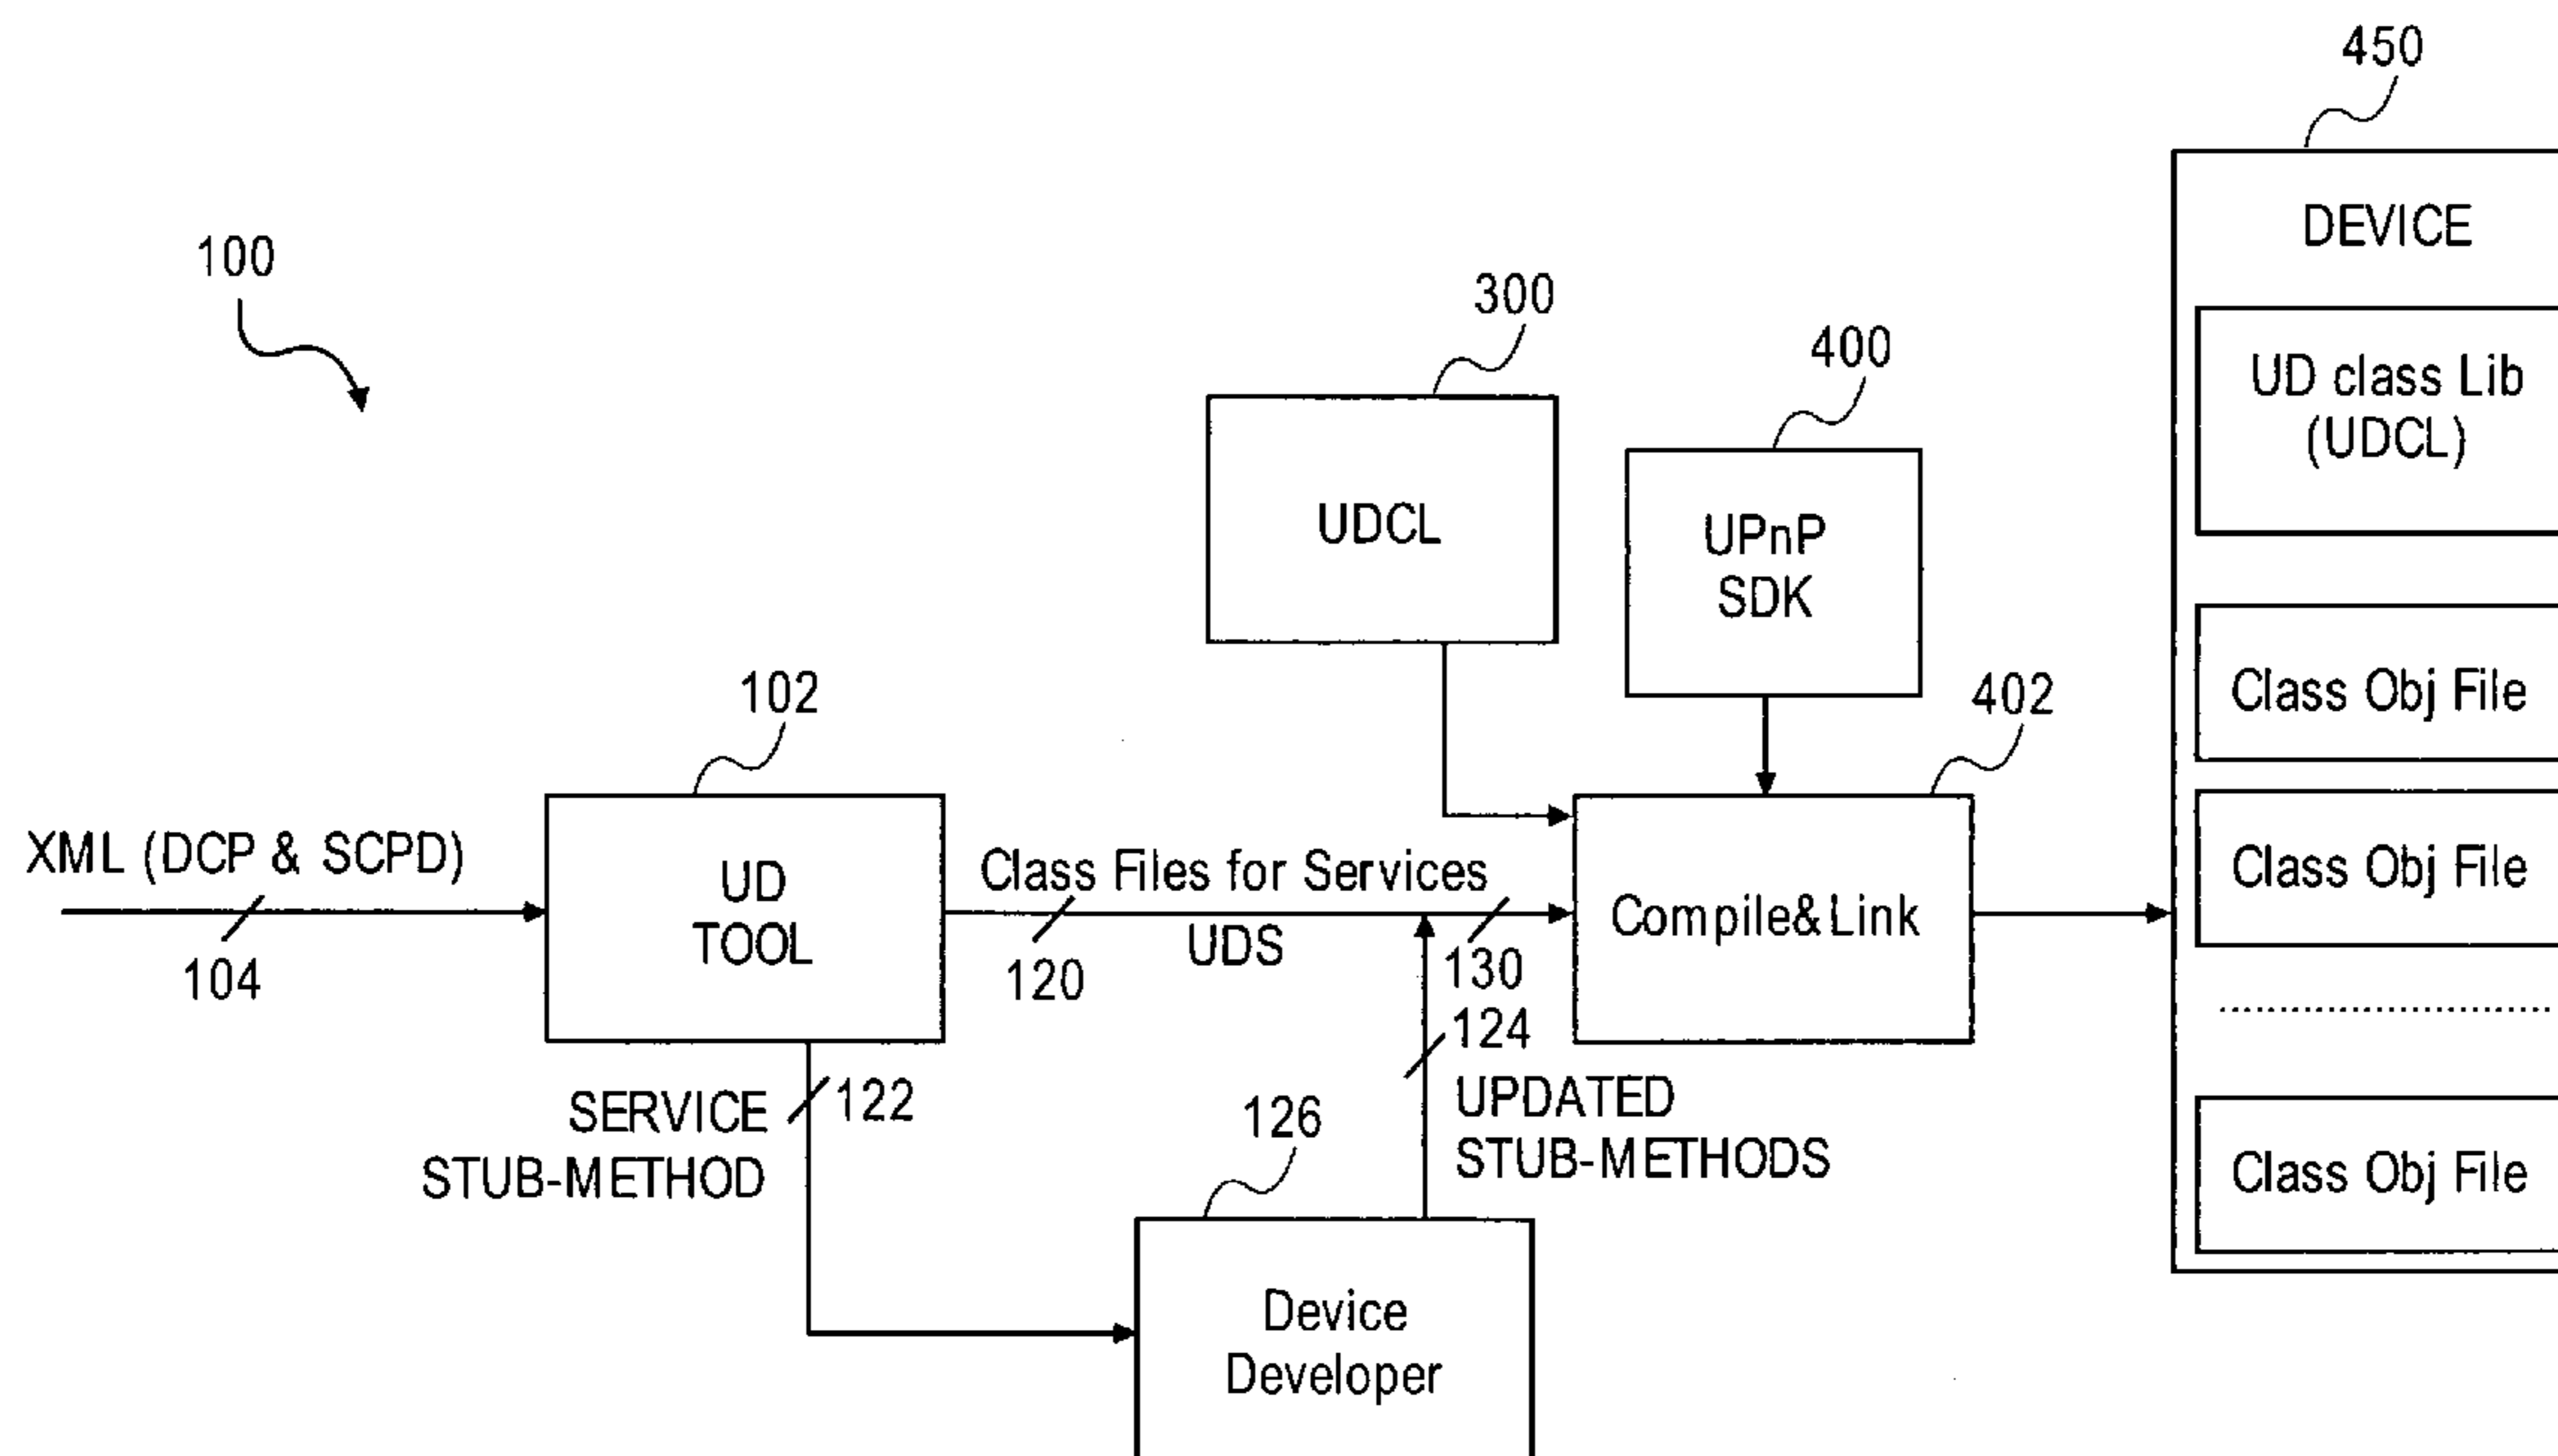 450
DEVICE
100
300
400
UD class Lib
(UDCL)
UDCL
UPnP
SDK
102
402
Class Obj File
XML (DCP & SCPD)
104
UD
TOOL
Class Files for Services
120
UDS
130
Compile&Link
Class Obj File
124
UPDATED
STUB-METHODS
SERVICE
STUB-METHOD
122
126
Class Obj File
Device
Developer